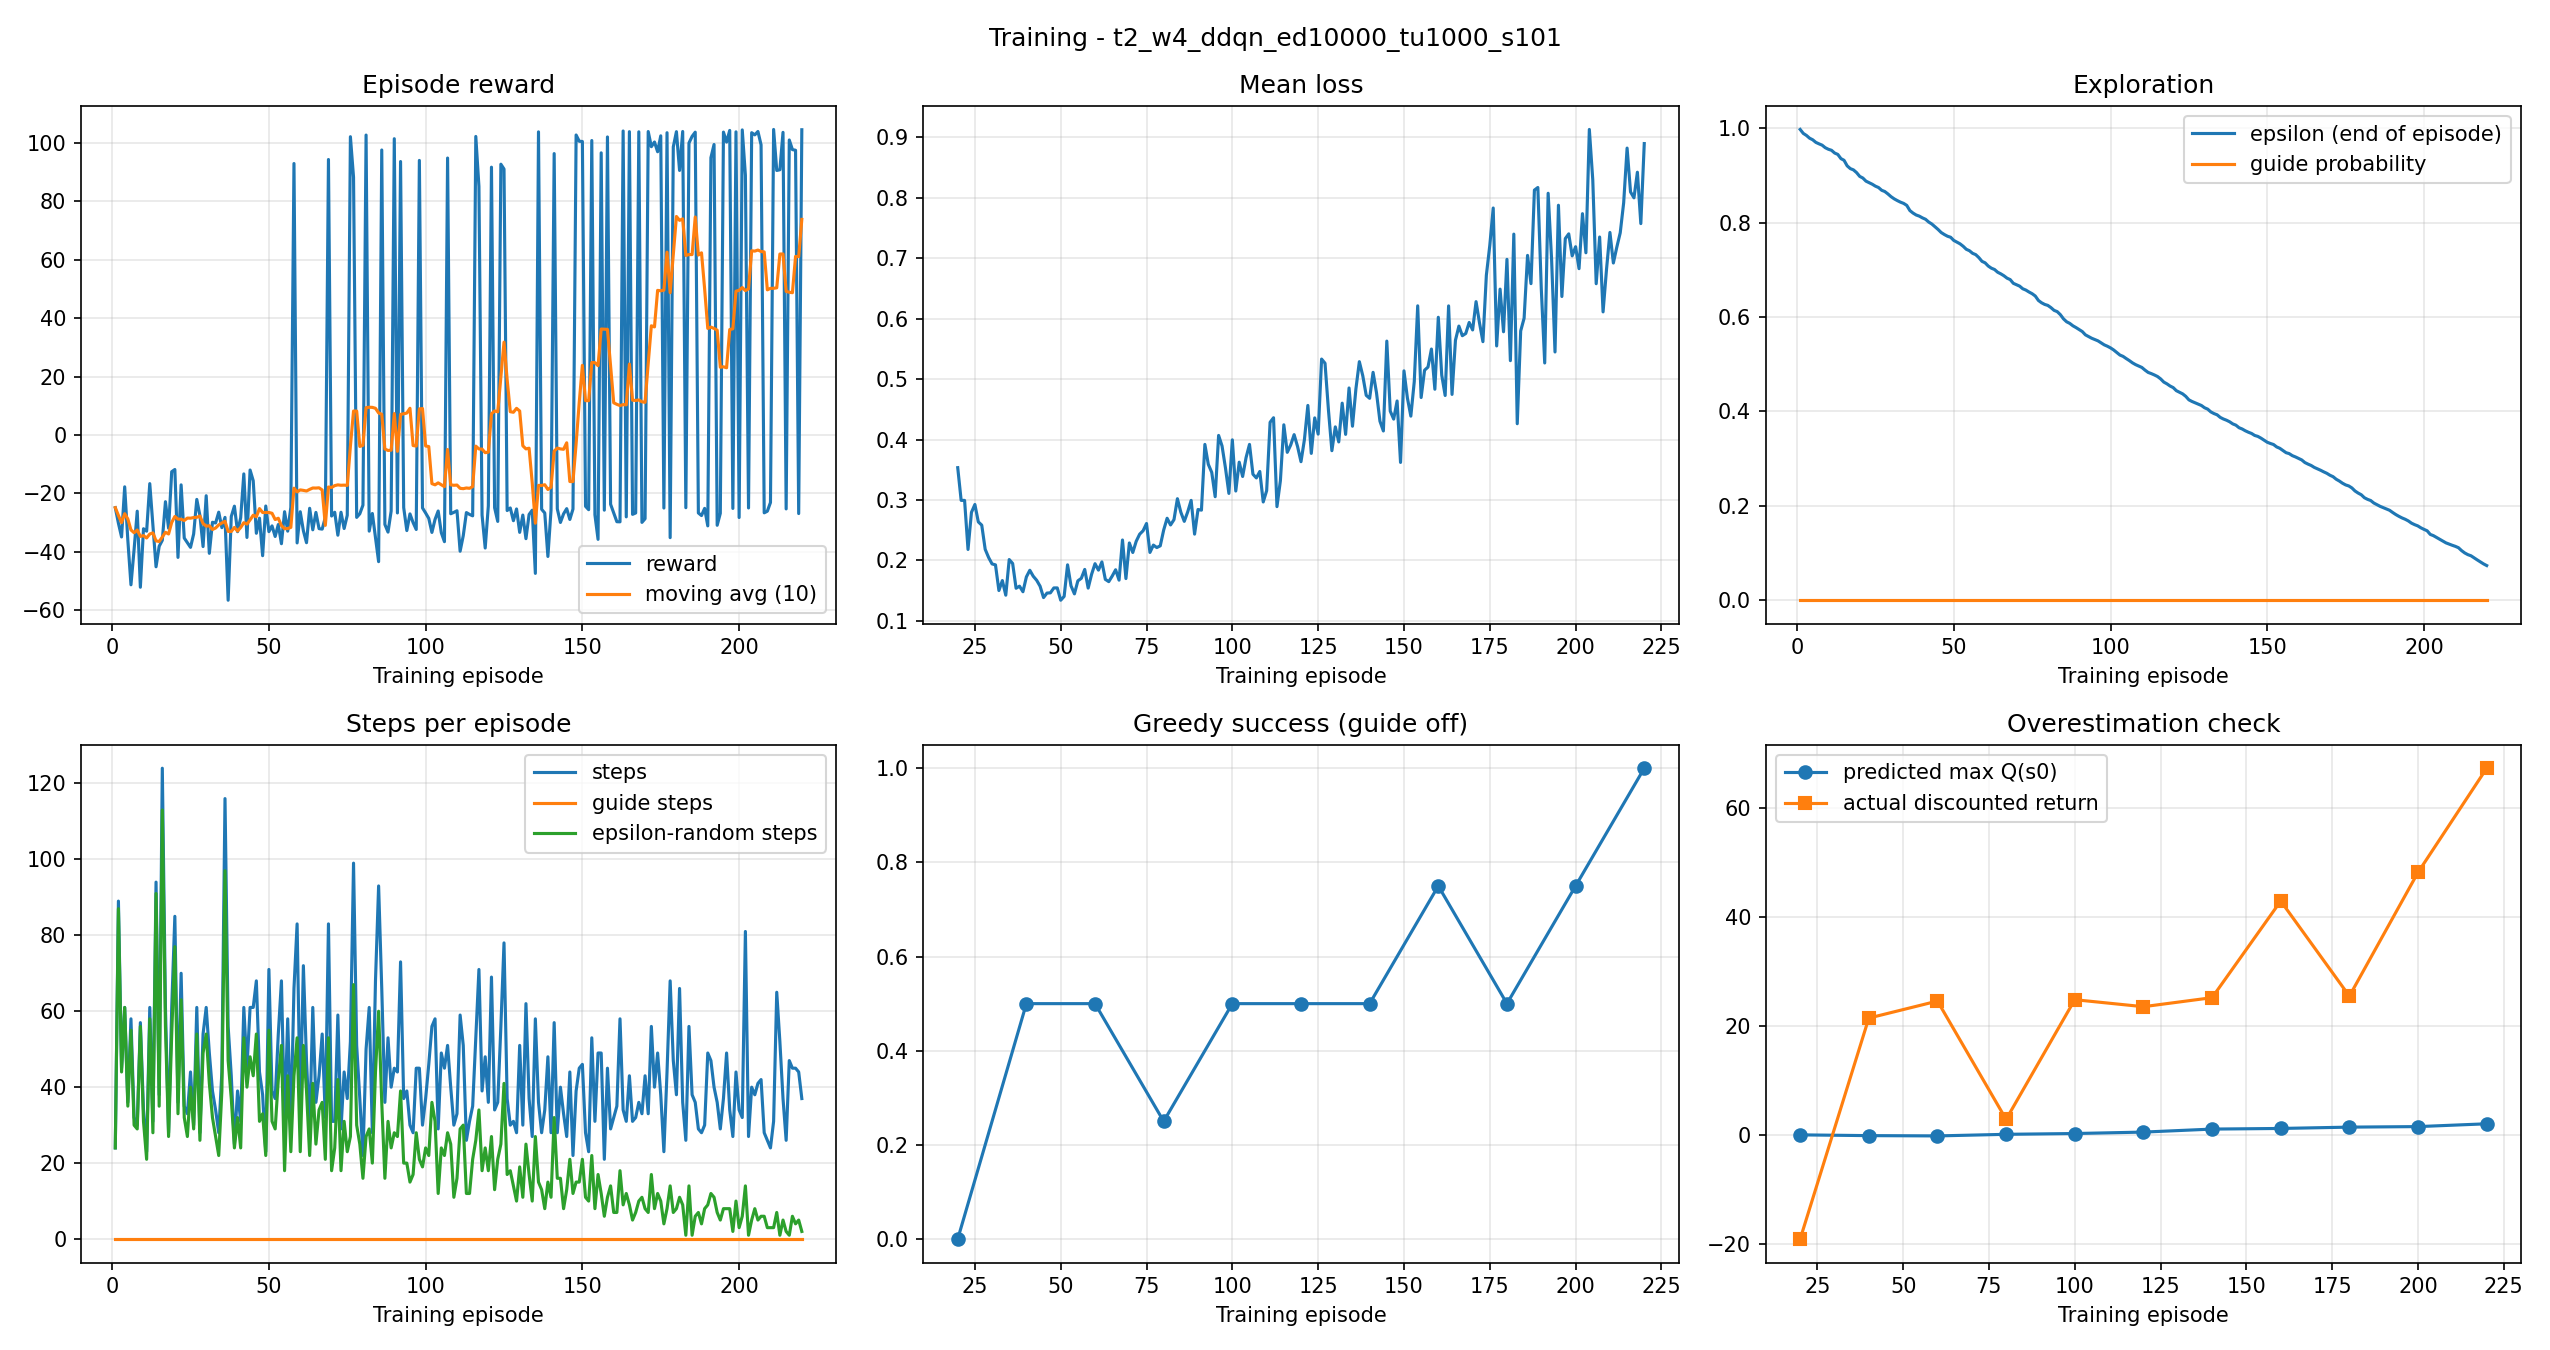 Training - t2_w4_ddqn_ed10000_tu1000_s101
Episode reward
100
80
60
40
20
0
−20
−40
−60
0 50 100 150 200
Training episode
reward
moving avg (10)
Mean loss
0.9
0.8
0.7
0.6
0.5
0.4
0.3
0.2
0.1
25 50 75 100 125 150 175 200 225
Training episode
Exploration
1.0
0.8
0.6
0.4
0.2
0.0
0 50 100 150 200
Training episode
epsilon (end of episode)
guide probability
Steps per episode
120
100
80
60
40
20
0
0 50 100 150 200
Training episode
steps
guide steps
epsilon-random steps
Greedy success (guide off)
1.0
0.8
0.6
0.4
0.2
0.0
25 50 75 100 125 150 175 200 225
Training episode
Overestimation check
60
40
20
0
−20
25 50 75 100 125 150 175 200 225
Training episode
predicted max Q(s0)
actual discounted return